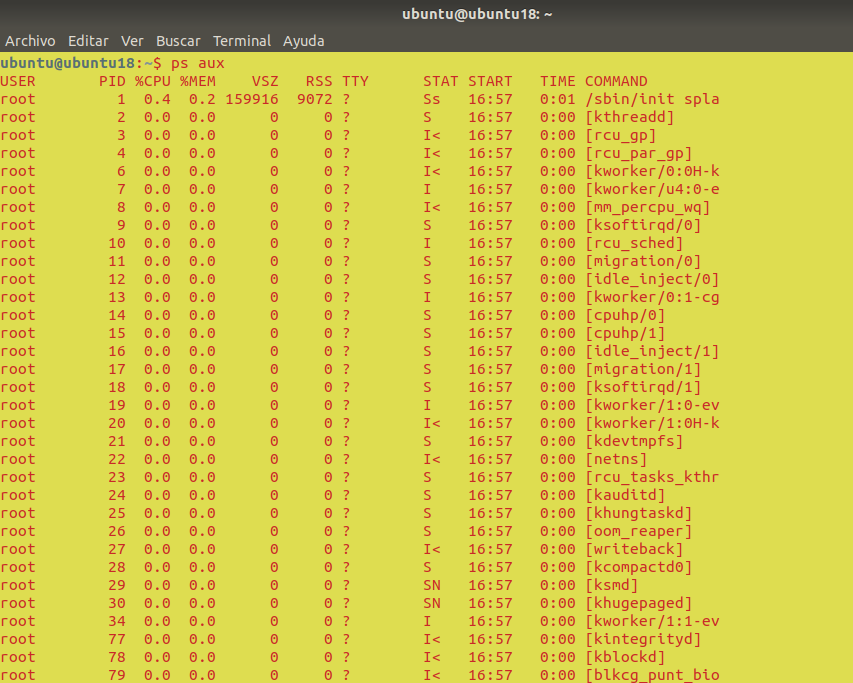 ubuntu@ubuntu18: ~
Archivo Editar Ver Buscar Terminal Ayuda
ubuntu@ubuntu18:~$ ps aux
USER       PID %CPU %MEM    VSZ   RSS TTY      STAT START   TIME COMMAND
root         1  0.4  0.2 159916  9072 ?        Ss   16:57   0:01 /sbin/init spla
root         2  0.0  0.0      0     0 ?        S    16:57   0:00 [kthreadd]
root         3  0.0  0.0      0     0 ?        I<   16:57   0:00 [rcu_gp]
root         4  0.0  0.0      0     0 ?        I<   16:57   0:00 [rcu_par_gp]
root         6  0.0  0.0      0     0 ?        I<   16:57   0:00 [kworker/0:0H-k
root         7  0.0  0.0      0     0 ?        I    16:57   0:00 [kworker/u4:0-e
root         8  0.0  0.0      0     0 ?        I<   16:57   0:00 [mm_percpu_wq]
root         9  0.0  0.0      0     0 ?        S    16:57   0:00 [ksoftirqd/0]
root        10  0.0  0.0      0     0 ?        I    16:57   0:00 [rcu_sched]
root        11  0.0  0.0      0     0 ?        S    16:57   0:00 [migration/0]
root        12  0.0  0.0      0     0 ?        S    16:57   0:00 [idle_inject/0]
root        13  0.0  0.0      0     0 ?        I    16:57   0:00 [kworker/0:1-cg
root        14  0.0  0.0      0     0 ?        S    16:57   0:00 [cpuhp/0]
root        15  0.0  0.0      0     0 ?        S    16:57   0:00 [cpuhp/1]
root        16  0.0  0.0      0     0 ?        S    16:57   0:00 [idle_inject/1]
root        17  0.0  0.0      0     0 ?        S    16:57   0:00 [migration/1]
root        18  0.0  0.0      0     0 ?        S    16:57   0:00 [ksoftirqd/1]
root        19  0.0  0.0      0     0 ?        I    16:57   0:00 [kworker/1:0-ev
root        20  0.0  0.0      0     0 ?        I<   16:57   0:00 [kworker/1:0H-k
root        21  0.0  0.0      0     0 ?        S    16:57   0:00 [kdevtmpfs]
root        22  0.0  0.0      0     0 ?        I<   16:57   0:00 [netns]
root        23  0.0  0.0      0     0 ?        S    16:57   0:00 [rcu_tasks_kthr
root        24  0.0  0.0      0     0 ?        S    16:57   0:00 [kauditd]
root        25  0.0  0.0      0     0 ?        S    16:57   0:00 [khungtaskd]
root        26  0.0  0.0      0     0 ?        S    16:57   0:00 [oom_reaper]
root        27  0.0  0.0      0     0 ?        I<   16:57   0:00 [writeback]
root        28  0.0  0.0      0     0 ?        S    16:57   0:00 [kcompactd0]
root        29  0.0  0.0      0     0 ?        SN   16:57   0:00 [ksmd]
root        30  0.0  0.0      0     0 ?        SN   16:57   0:00 [khugepaged]
root        34  0.0  0.0      0     0 ?        I    16:57   0:00 [kworker/1:1-ev
root        77  0.0  0.0      0     0 ?        I<   16:57   0:00 [kintegrityd]
root        78  0.0  0.0      0     0 ?        I<   16:57   0:00 [kblockd]
root        79  0.0  0.0      0     0 ?        I<   16:57   0:00 [blkcg_punt_bio